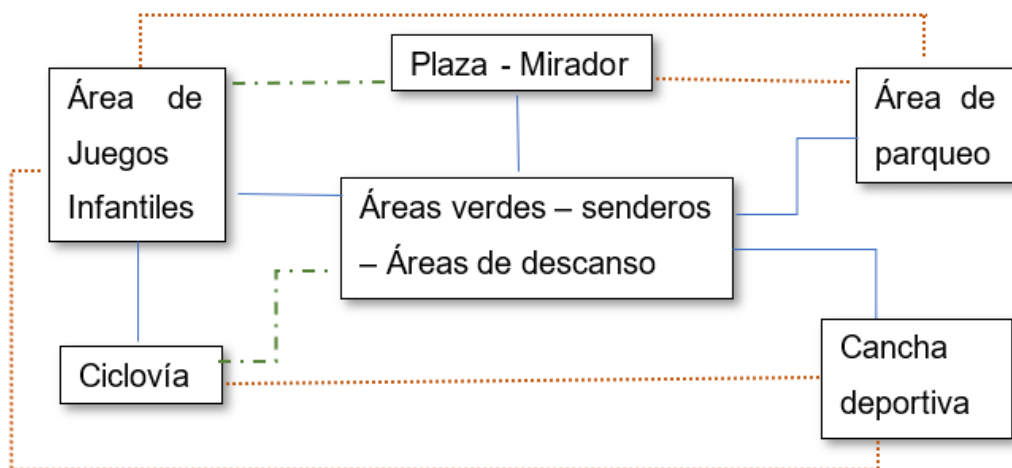 Plaza - Mirador
Área de
Juegos
Infantiles
Área de
parqueo
Áreas verdes – senderos
– Áreas de descanso
Ciclovía
Cancha
deportiva